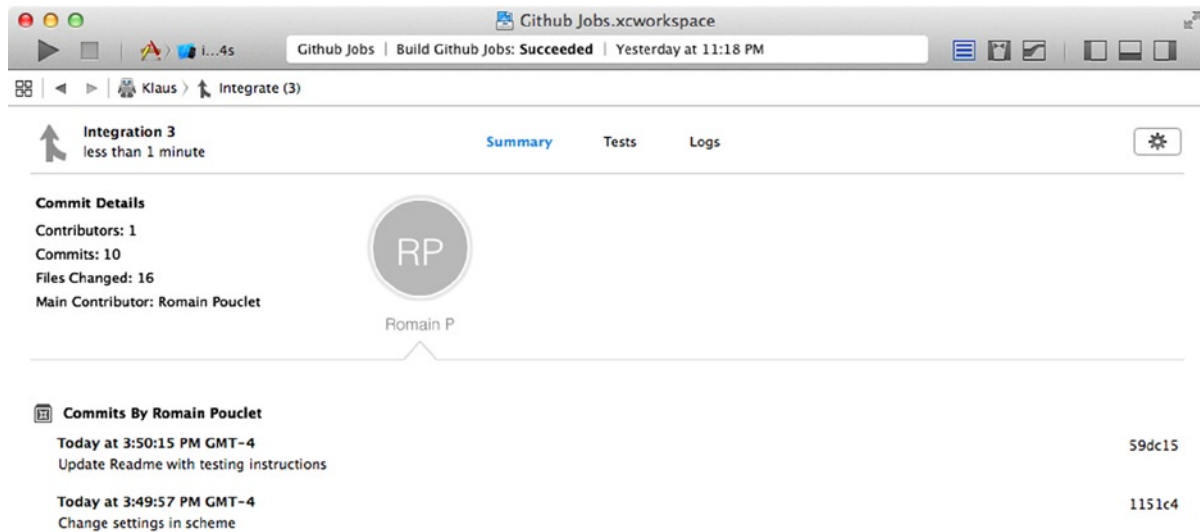 Github Jobs.xcworkspace
i...4s
Github Jobs | Build Github Jobs: Succeeded | Yesterday at 11:18 PM
Klaus 〉 Integrate (3)
Integration 3
less than 1 minute
Summary Tests Logs
Commit Details
Contributors: 1
Commits: 10
Files Changed: 16
Main Contributor: Romain Pouclet
RP
Romain P
Commits By Romain Pouclet
Today at 3:50:15 PM GMT-4
59dc15
Update Readme with testing instructions
Today at 3:49:57 PM GMT-4
1151c4
Change settings in scheme